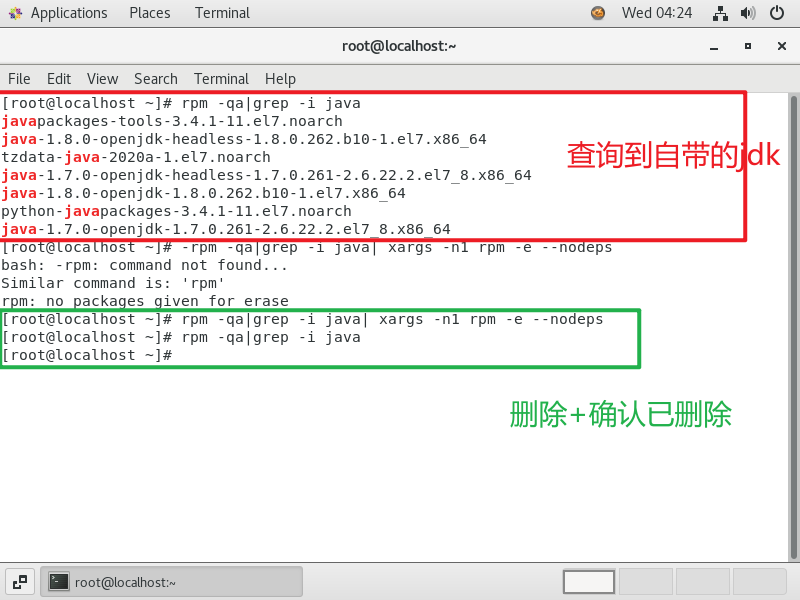 Applications Places Terminal Wed 04:24
root@localhost:~
File Edit View Search Terminal Help
[root@localhost ~]# rpm -qa|grep -i java
javapackages-tools-3.4.1-11.el7.noarch
java-1.8.0-openjdk-headless-1.8.0.262.b10-1.el7.x86_64
tzdata-java-2020a-1.el7.noarch
查询到自带的jdk
java-1.7.0-openjdk-headless-1.7.0.261-2.6.22.2.el7_8.x86_64
java-1.8.0-openjdk-1.8.0.262.b10-1.el7.x86_64
python-javapackages-3.4.1-11.el7.noarch
java-1.7.0-openjdk-1.7.0.261-2.6.22.2.el7_8.x86_64
[root@localhost ~]# -rpm -qa|grep -i java| xargs -n1 rpm -e --nodeps
bash: -rpm: command not found...
Similar command is: 'rpm'
rpm: no packages given for erase
[root@localhost ~]# rpm -qa|grep -i java| xargs -n1 rpm -e --nodeps
[root@localhost ~]# rpm -qa|grep -i java
[root@localhost ~]#
删除+确认已删除
root@localhost:~